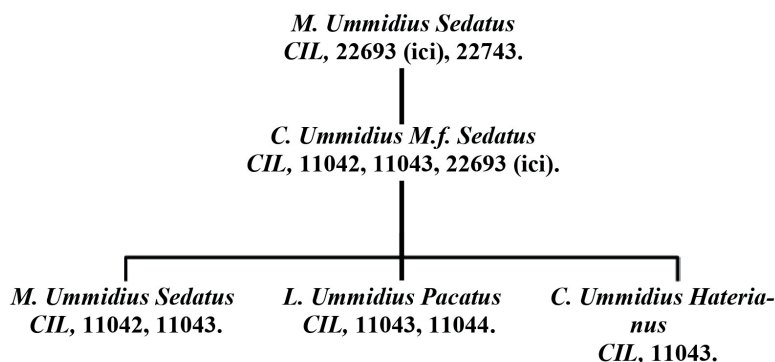 M. Ummidius Sedatus
CIL, 22693 (ici), 22743.
C. Ummidius M.f. Sedatus
CIL, 11042, 11043, 22693 (ici).
M. Ummidius Sedatus
CIL, 11042, 11043.
L. Ummidius Pacatus
CIL, 11043, 11044.
C. Ummidius Hateria-
nus
CIL, 11043.